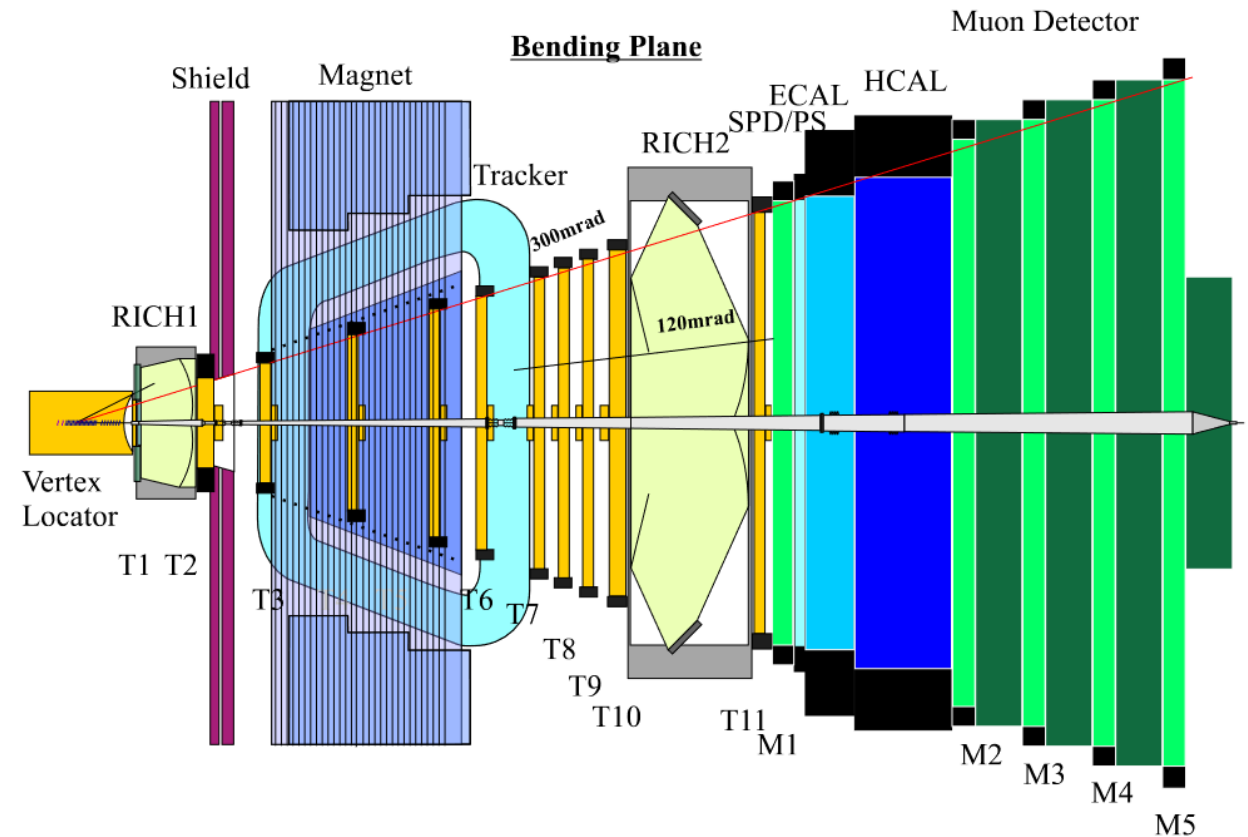 Muon Detector
Bending Plane
Shield
Magnet
ECAL
HCAL
SPD/PS
RICH2
Tracker
300mrad
RICH1
120mrad
Vertex
Locator
T1
T2
T3
T6
T7
T8
T9
T10
T11
M1
M2
M3
M4
M5